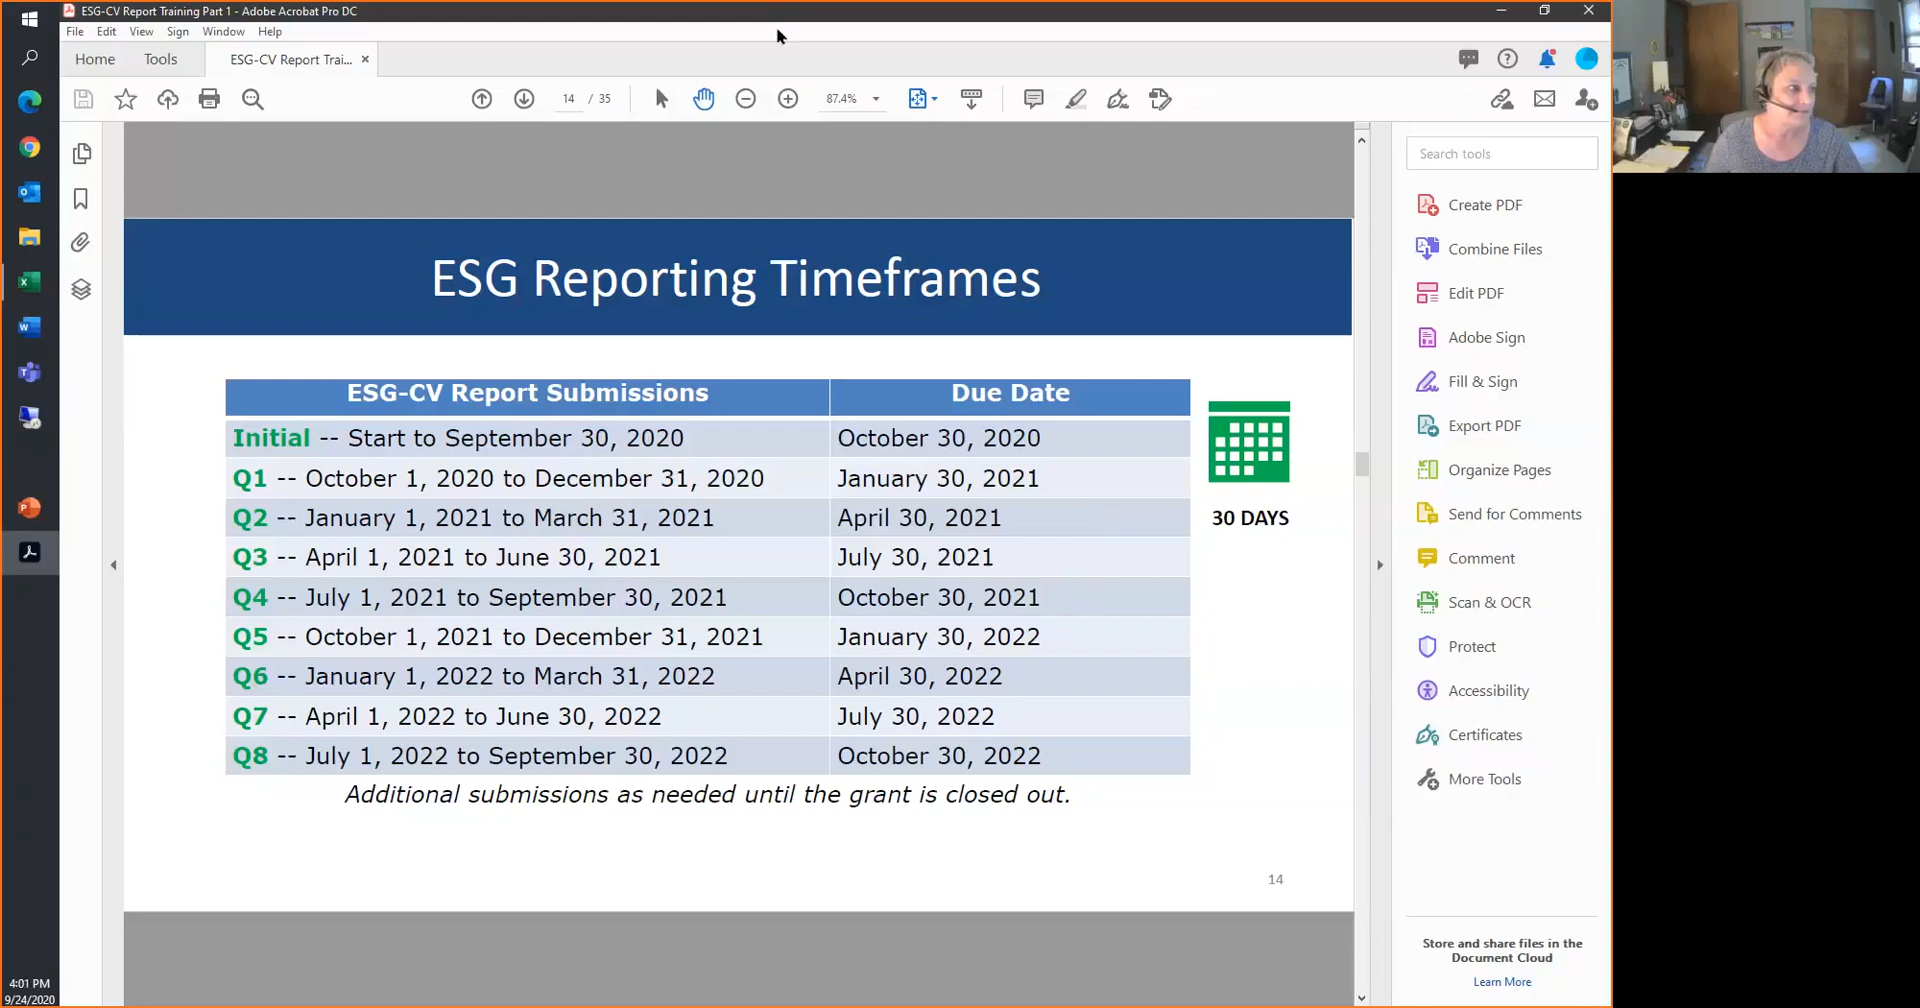 ESG-CV Report Training Part 1 - Adobe Acrobat Pro DC
File Edit View Sign Window Help
Home Tools ESG-CV Report Trai... ×
14 / 35 87.4%
Search tools
Create PDF
Combine Files
Edit PDF
Adobe Sign
Fill & Sign
Export PDF
Organize Pages
Send for Comments
Comment
Scan & OCR
Protect
Accessibility
Certificates
More Tools
Store and share files in the
Document Cloud
Learn More
ESG Reporting Timeframes
ESG-CV Report Submissions Due Date
Initial -- Start to September 30, 2020 October 30, 2020
Q1 -- October 1, 2020 to December 31, 2020 January 30, 2021
Q2 -- January 1, 2021 to March 31, 2021 April 30, 2021
Q3 -- April 1, 2021 to June 30, 2021 July 30, 2021
Q4 -- July 1, 2021 to September 30, 2021 October 30, 2021
Q5 -- October 1, 2021 to December 31, 2021 January 30, 2022
Q6 -- January 1, 2022 to March 31, 2022 April 30, 2022
Q7 -- April 1, 2022 to June 30, 2022 July 30, 2022
Q8 -- July 1, 2022 to September 30, 2022 October 30, 2022
Additional submissions as needed until the grant is closed out.
30 DAYS
14
4:01 PM
9/24/2020